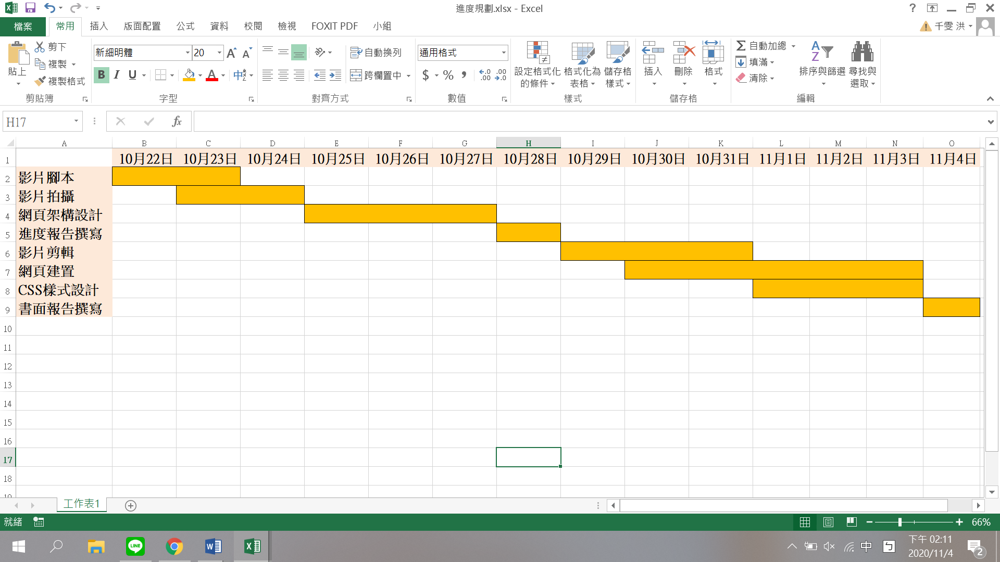 進度規劃.xlsx - Excel
檔案 常用 插入 版面配置 公式 資料 校閱 檢視 FOXIT PDF 小組 千雯 洪
貼上 剪下 複製 複製格式 剪貼簿
新細明體 20 B I U A 中 字型
自動換列 跨欄置中 對齊方式
通用格式 $ % 數值
設定格式化的條件 格式化為表格 儲存格樣式 樣式
插入 刪除 格式 儲存格
自動加總 填滿 清除 排序與篩選 尋找與選取 編輯
H17 fx
A B C D E F G H I J K L M N O
1 10月22日 10月23日 10月24日 10月25日 10月26日 10月27日 10月28日 10月29日 10月30日 10月31日 11月1日 11月2日 11月3日 11月4日
2 影片腳本
3 影片拍攝
4 網頁架構設計
5 進度報告撰寫
6 影片剪輯
7 網頁建置
8 CSS樣式設計
9 書面報告撰寫
10
11
12
13
14
15
16
17
18
19
工作表1
就緒 66%
LINE 中 ㄅ 下午 02:11
2020/11/4 2